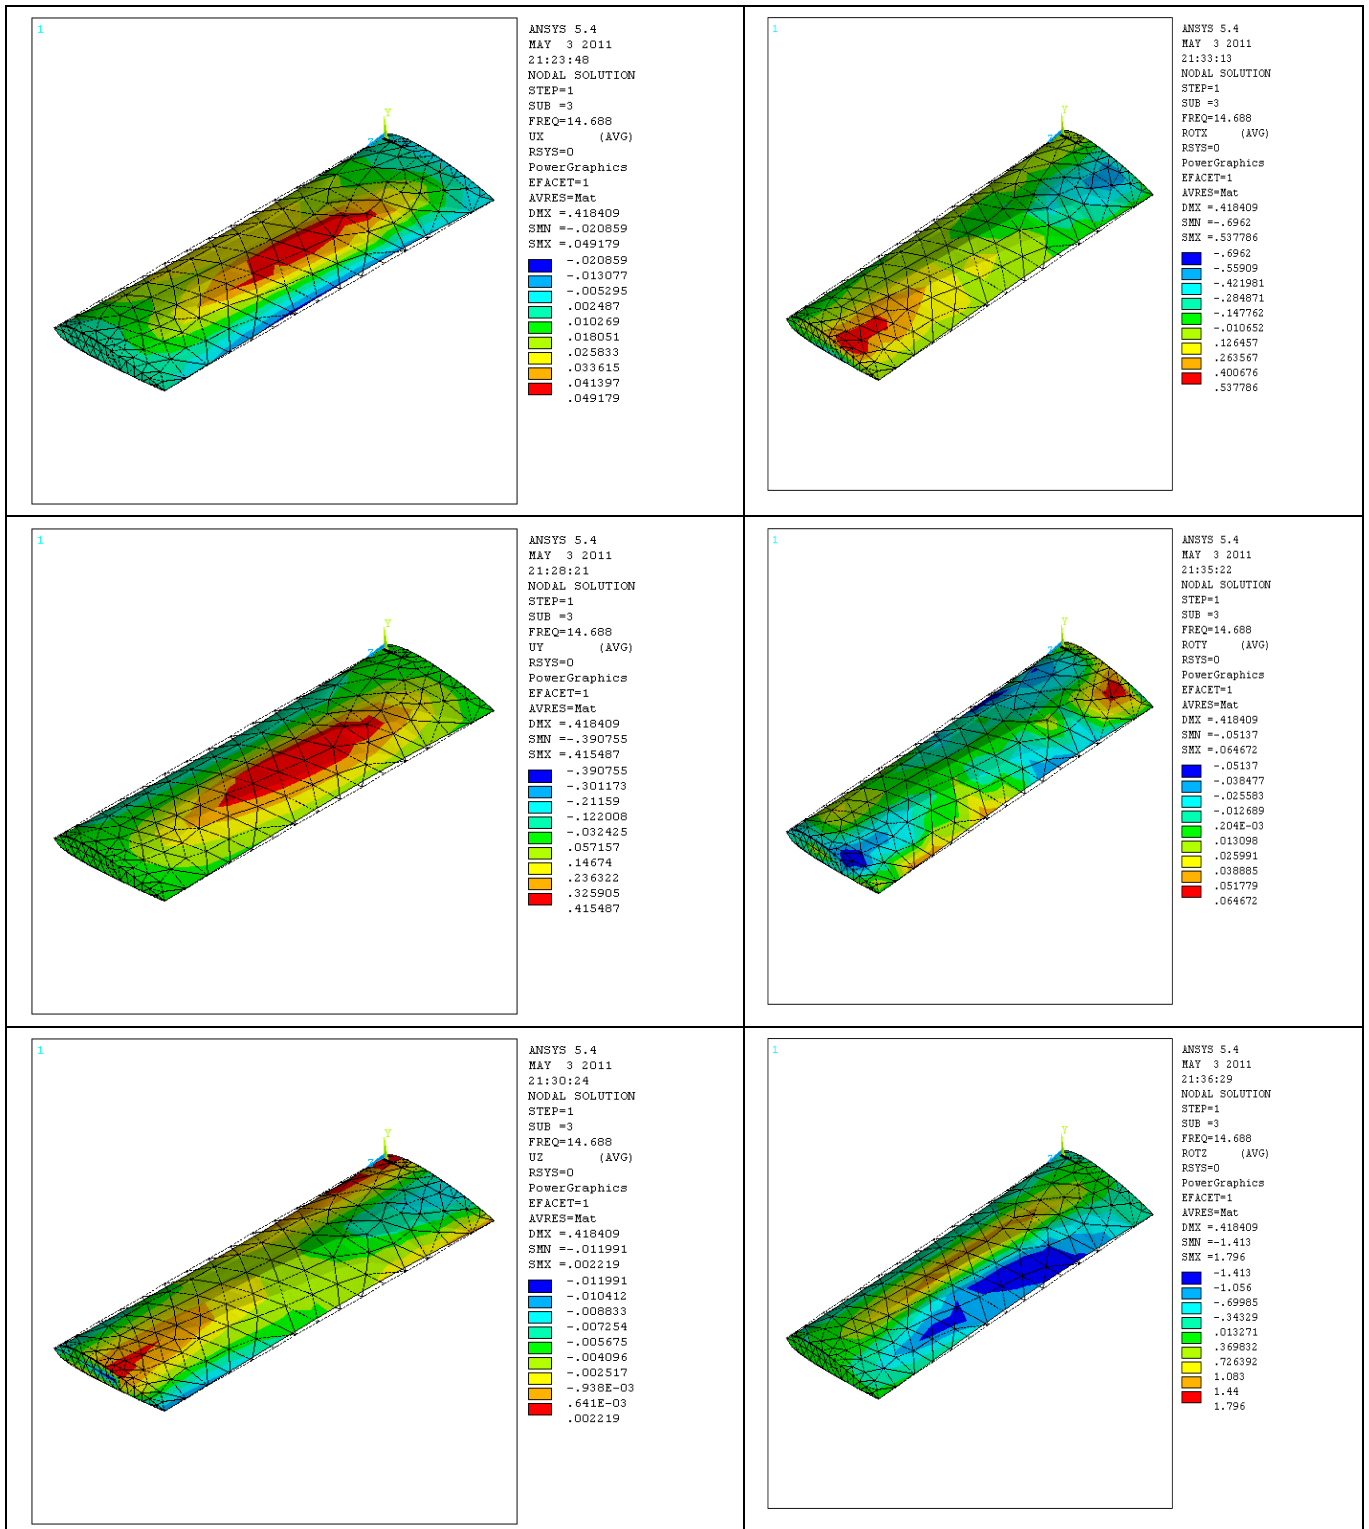 1
ANSYS 5.4
MAY 3 2011
21:23:48
NODAL SOLUTION
STEP=1
SUB =3
FREQ=14.688
UX (AVG)
RSYS=0
PowerGraphics
EFACET=1
AVRES=Mat
DMX =.418409
SMN =-.020859
SMX =.049179
-.020859
-.013077
-.005295
.002487
.010269
.018051
.025833
.033615
.041397
.049179
Y
Z
1
ANSYS 5.4
MAY 3 2011
21:33:13
NODAL SOLUTION
STEP=1
SUB =3
FREQ=14.688
ROTX (AVG)
RSYS=0
PowerGraphics
EFACET=1
AVRES=Mat
DMX =.418409
SMN =-.6962
SMX =.537786
-.6962
-.55909
-.421981
-.284871
-.147762
-.010652
.126457
.263567
.400676
.537786
Y
Z
1
ANSYS 5.4
MAY 3 2011
21:28:21
NODAL SOLUTION
STEP=1
SUB =3
FREQ=14.688
UY (AVG)
RSYS=0
PowerGraphics
EFACET=1
AVRES=Mat
DMX =.418409
SMN =-.390755
SMX =.415487
-.390755
-.301173
-.21159
-.122008
-.032425
.057157
.14674
.236322
.325905
.415487
Y
Z
1
ANSYS 5.4
MAY 3 2011
21:35:22
NODAL SOLUTION
STEP=1
SUB =3
FREQ=14.688
ROTY (AVG)
RSYS=0
PowerGraphics
EFACET=1
AVRES=Mat
DMX =.418409
SMN =-.05137
SMX =.064672
-.05137
-.038477
-.025583
-.012689
.204E-03
.013098
.025991
.038885
.051779
.064672
Y
Z
1
ANSYS 5.4
MAY 3 2011
21:30:24
NODAL SOLUTION
STEP=1
SUB =3
FREQ=14.688
UZ (AVG)
RSYS=0
PowerGraphics
EFACET=1
AVRES=Mat
DMX =.418409
SMN =-.011991
SMX =.002219
-.011991
-.010412
-.008833
-.007254
-.005675
-.004096
-.002517
-.938E-03
.641E-03
.002219
Y
Z
1
ANSYS 5.4
MAY 3 2011
21:36:29
NODAL SOLUTION
STEP=1
SUB =3
FREQ=14.688
ROTZ (AVG)
RSYS=0
PowerGraphics
EFACET=1
AVRES=Mat
DMX =.418409
SMN =-1.413
SMX =1.796
-1.413
-1.056
-.69985
-.34329
.013271
.369832
.726392
1.083
1.44
1.796
Y
Z